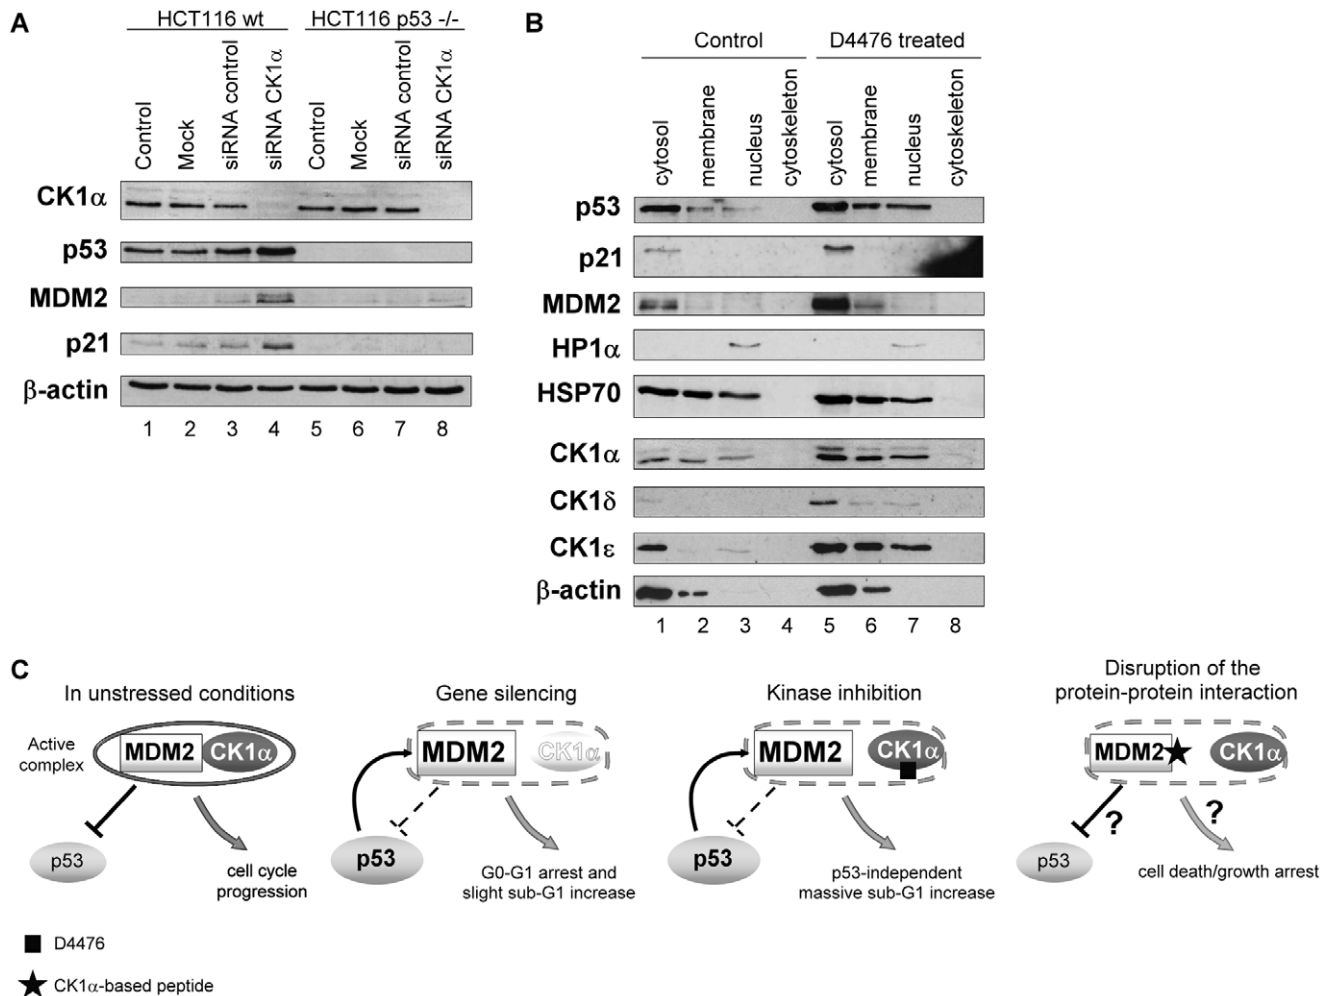 A
HCT116 wt
HCT116 p53 -/-
Control
Mock
siRNA control
siRNA CK1α
Control
Mock
siRNA control
siRNA CK1α
CK1α
p53
MDM2
p21
β-actin
1 2 3 4 5 6 7 8
B
Control
D4476 treated
cytosol
membrane
nucleus
cytoskeleton
cytosol
membrane
nucleus
cytoskeleton
p53
p21
MDM2
HP1α
HSP70
CK1α
CK1δ
CK1ε
β-actin
1 2 3 4 5 6 7 8
C
In unstressed conditions
Active
complex
MDM2
CK1α
p53
cell cycle
progression
Gene silencing
MDM2
CK1α
p53
G0-G1 arrest and
slight sub-G1 increase
Kinase inhibition
MDM2
CK1α
p53
p53-independent
massive sub-G1 increase
Disruption of the
protein-protein interaction
MDM2
CK1α
?
?
p53
cell death/growth arrest
D4476
CK1α-based peptide